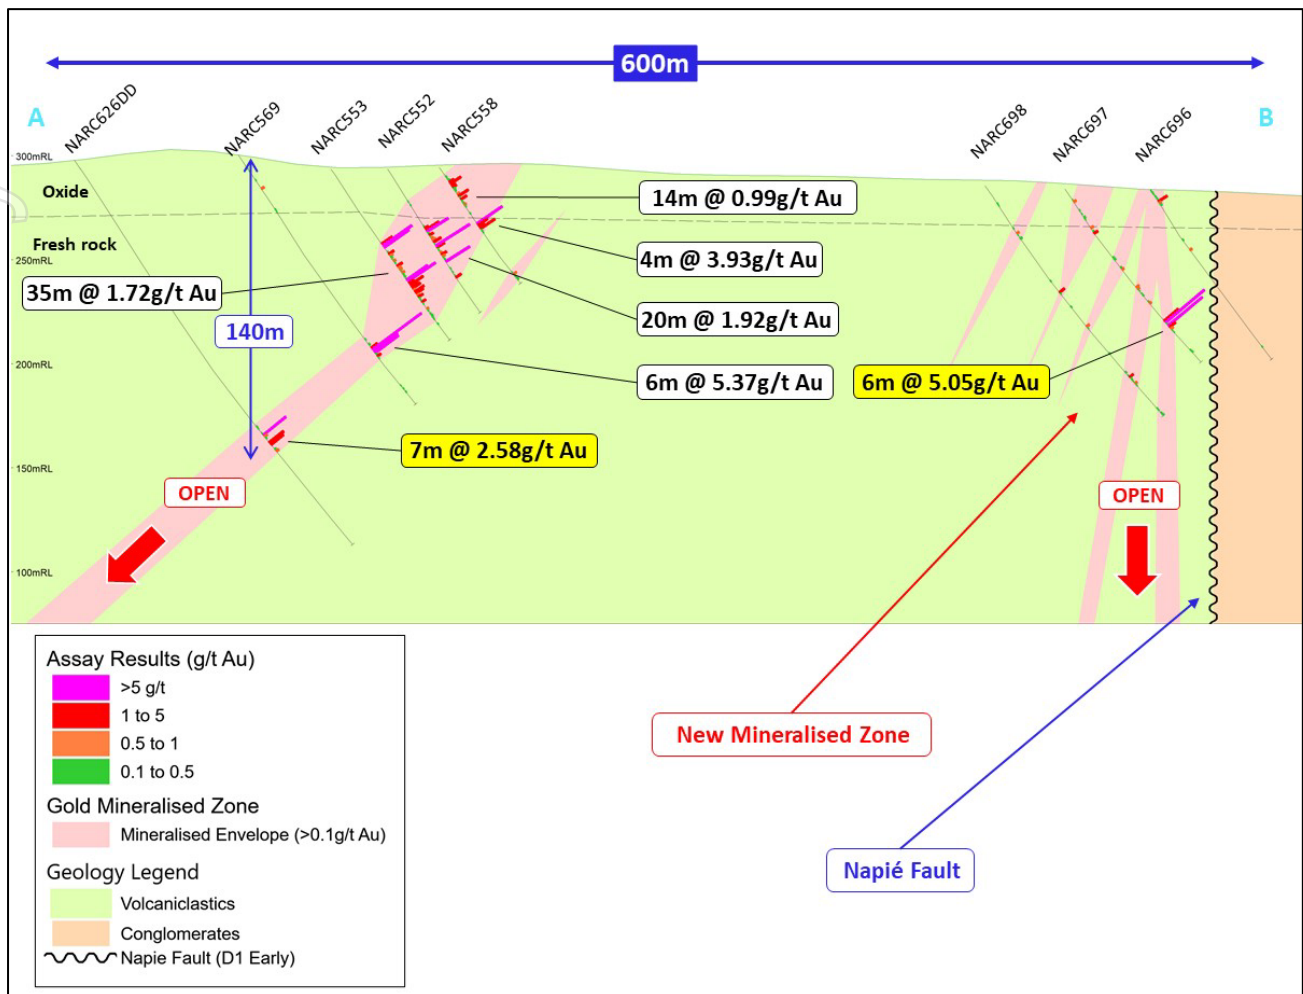 600m
A
B
NARC626DD
NARC569
NARC553
NARC552
NARC558
NARC698
NARC697
NARC696
300mRL
Oxide
Fresh rock
250mRL
200mRL
150mRL
100mRL
14m @ 0.99g/t Au
4m @ 3.93g/t Au
35m @ 1.72g/t Au
20m @ 1.92g/t Au
140m
6m @ 5.37g/t Au
6m @ 5.05g/t Au
7m @ 2.58g/t Au
OPEN
OPEN
Assay Results (g/t Au)
>5 g/t
1 to 5
0.5 to 1
0.1 to 0.5
Gold Mineralised Zone
Mineralised Envelope (>0.1g/t Au)
Geology Legend
Volcaniclastics
Conglomerates
Napie Fault (D1 Early)
New Mineralised Zone
Napié Fault